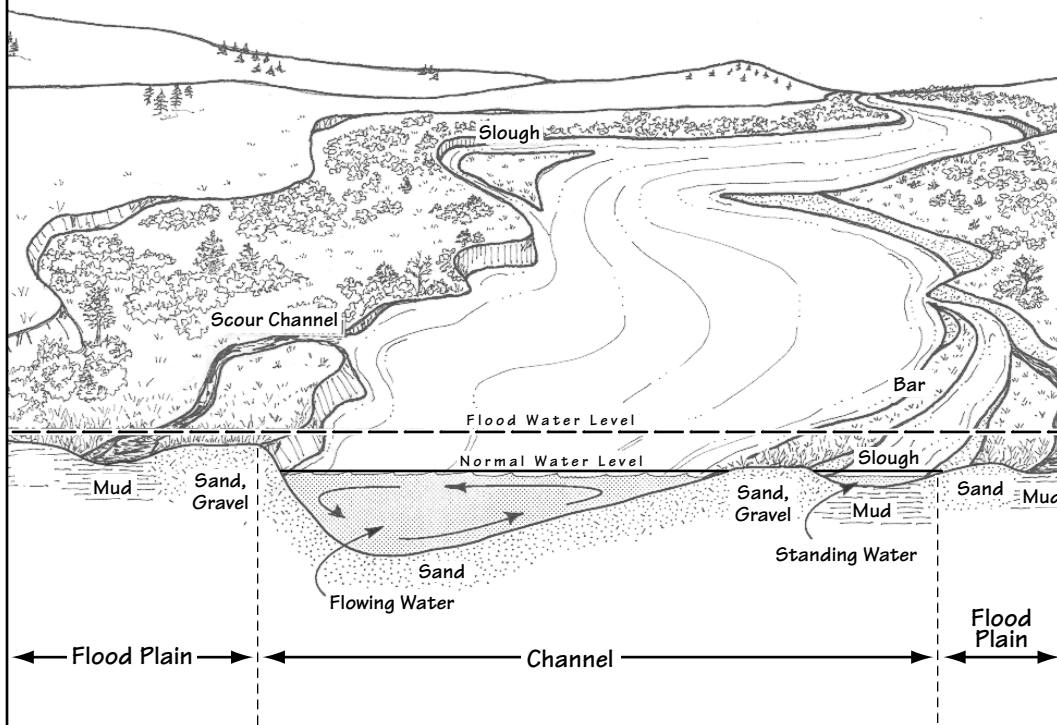 Slough
Scour Channel
Bar
Flood Water Level
Normal Water Level
Slough
Mud
Sand,
Gravel
Sand,
Gravel
Mud
Sand
Mud
Standing Water
Sand
Flowing Water
Flood Plain
Channel
Flood
Plain